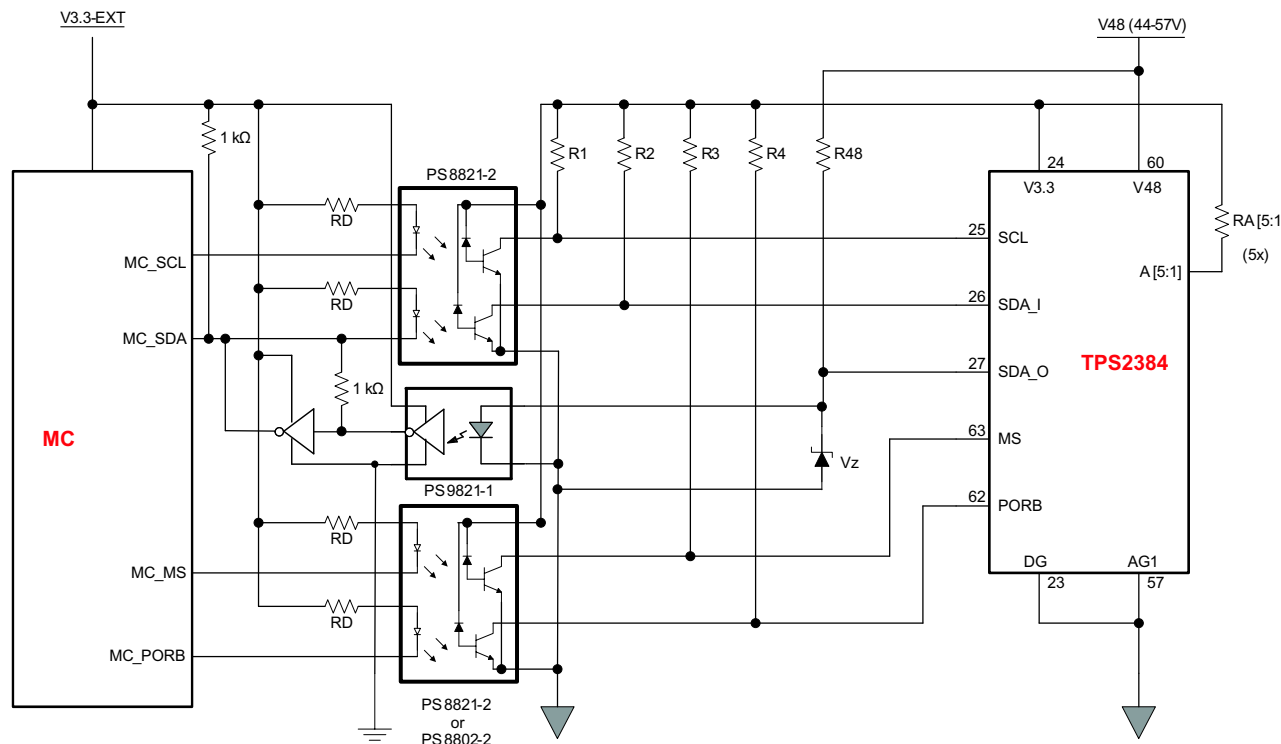 V3.3-EXT
V48 (44-57V)
1 kΩ
R1
R2
R3
R4
R48
24
60
PS8821-2
V3.3
V48
RD
RA[5:1
(5x)
MC_SCL
25
SCL
A[5:1]
RD
26
SDA_I
MC_SDA
TPS2384
27
SDA_O
1 kΩ
MC
63
MS
Vz
PS9821-1
62
PORB
RD
MC_MS
DG
AG1
23
57
RD
MC_PORB
PS8821-2
or
PS8802-2